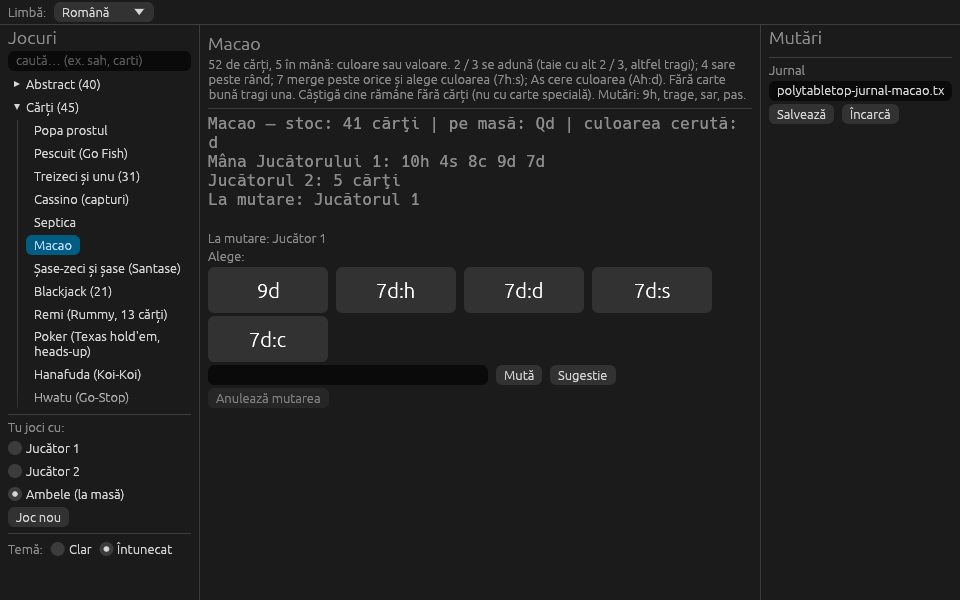 Limbă: Română
Jocuri
caută... (ex. sah, carti)
Abstract (40)
Cărți (45)
Popa prostul
Pescuit (Go Fish)
Treizeci și unu (31)
Cassino (capturi)
Septica
Macao
Șase-zeci și șase (Santase)
Blackjack (21)
Remi (Rummy, 13 cărți)
Poker (Texas hold'em,
heads-up)
Hanafuda (Koi-Koi)
Hwatu (Go-Stop)
Tu joci cu:
Jucător 1
Jucător 2
Ambele (la masă)
Joc nou
Temă: Clar Întunecat
Macao
52 de cărți, 5 în mână: culoare sau valoare. 2 / 3 se adună (taie cu alt 2 / 3, altfel tragi); 4 sare
peste rând; 7 merge peste orice și alege culoarea (7h:s); As cere culoarea (Ah:d). Fără carte
bună tragi una. Câștigă cine rămâne fără cărți (nu cu carte specială). Mutări: 9h, trage, sar, pas.
Macao — stoc: 41 cărţi | pe masă: Qd | culoarea cerută:
d
Mâna Jucătorului 1: 10h 4s 8c 9d 7d
Jucătorul 2: 5 cărţi
La mutare: Jucătorul 1
La mutare: Jucător 1
Alege:
9d 7d:h 7d:d 7d:s
7d:c
Mută Sugestie
Anulează mutarea
Mutări
Jurnal
polytabletop-jurnal-macao.tx
Salvează Încarcă